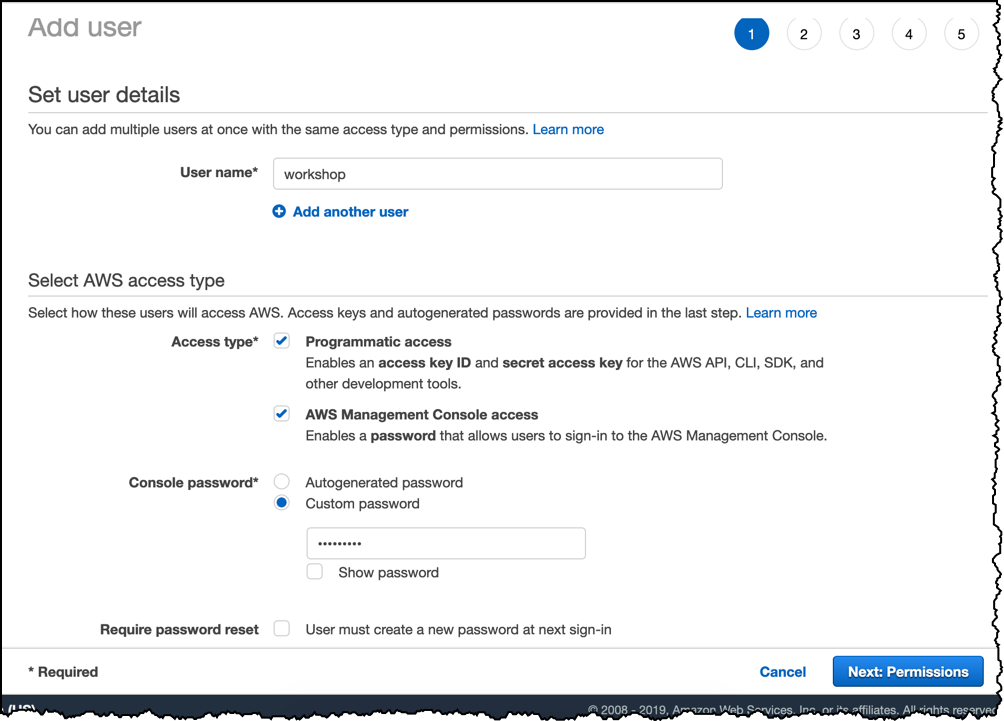 Add user
1 2 3 4 5
Set user details
You can add multiple users at once with the same access type and permissions. Learn more
User name*
workshop
Add another user
Select AWS access type
Select how these users will access AWS. Access keys and autogenerated passwords are provided in the last step. Learn more
Access type*
Programmatic access
Enables an access key ID and secret access key for the AWS API, CLI, SDK, and
other development tools.
AWS Management Console access
Enables a password that allows users to sign-in to the AWS Management Console.
Console password*
Autogenerated password
Custom password
•••••••••
Show password
Require password reset
User must create a new password at next sign-in
* Required
Cancel
Next: Permissions
(US)
© 2008 - 2019, Amazon Web Services, Inc. or its affiliates. All rights reserved